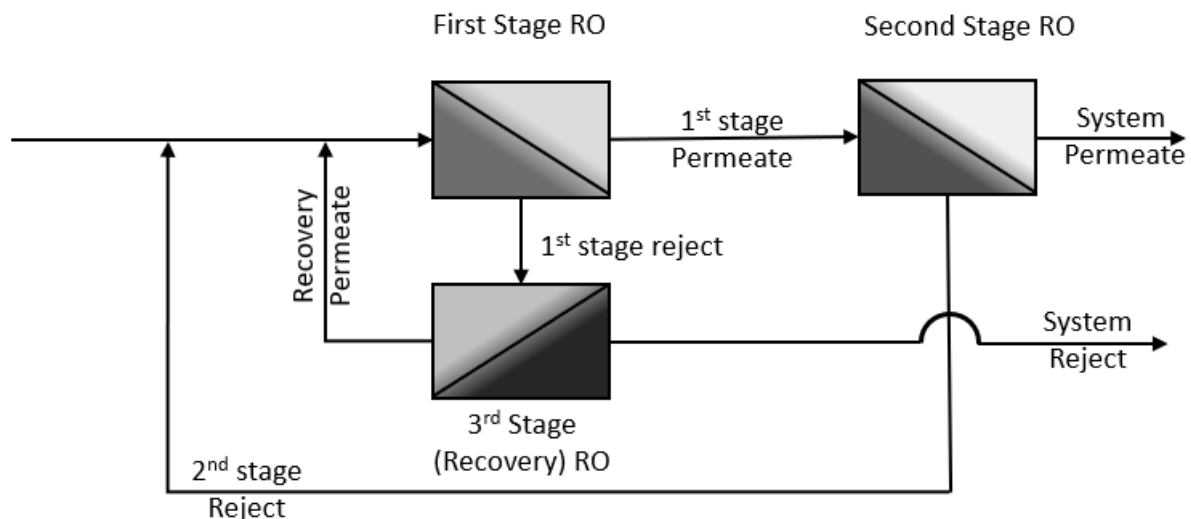 First Stage RO
Second Stage RO
1st stage
Permeate
System
Permeate
Recovery
Permeate
1st stage reject
System
Reject
3rd Stage
(Recovery) RO
2nd stage
Reject